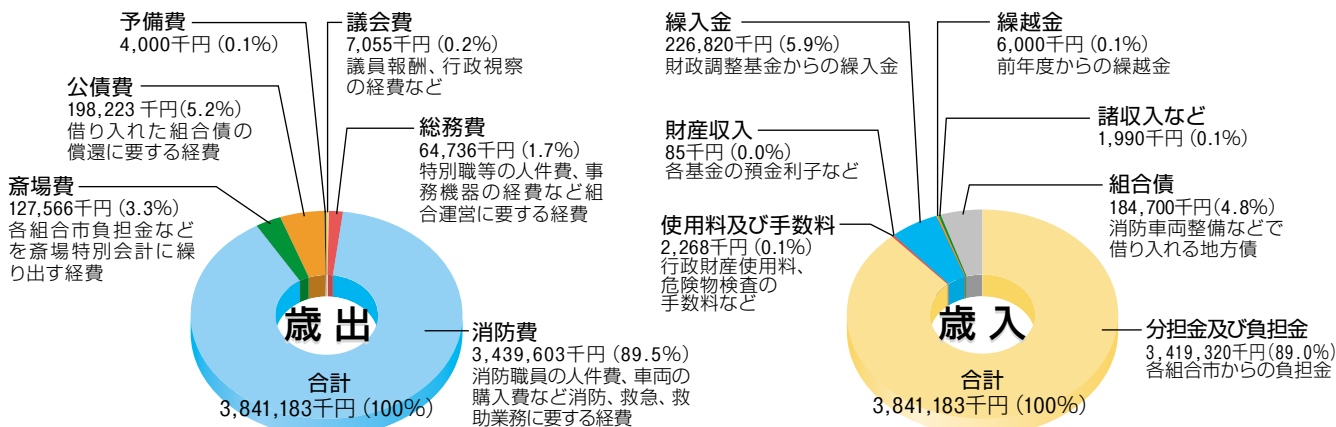 予備費
4,000千円（0.1%）
議会費
7,055千円（0.2%）
議員報酬、行政視察
の経費など
公債費
198,223 千円（5.2%）
借り入れた組合債の
償還に要する経費
総務費
64,736千円（1.7%）
特別職等の人件費、事
務機器の経費など組
合運営に要する経費
斎場費
127,566千円（3.3%）
各組合市負担金など
を斎場特別会計に繰
り出す経費
歳出
消防費
3,439,603千円（89.5%）
消防職員の人件費、車両の
購入費など消防、救急、救
助業務に要する経費
合計
3,841,183千円（100%）
繰入金
226,820千円（5.9%）
財政調整基金からの繰入金
繰越金
6,000千円（0.1%）
前年度からの繰越金
財産収入
85千円（0.0%）
各基金の預金利子など
諸収入など
1,990千円（0.1%）
使用料及び手数料
2,268千円（0.1%）
行政財産使用料、
危険物検査の
手数料など
組合債
184,700千円（4.8%）
消防車両整備などで
借り入れる地方債
歳入
分担金及び負担金
3,419,320千円（89.0%）
各組合市からの負担金
合計
3,841,183千円（100%）